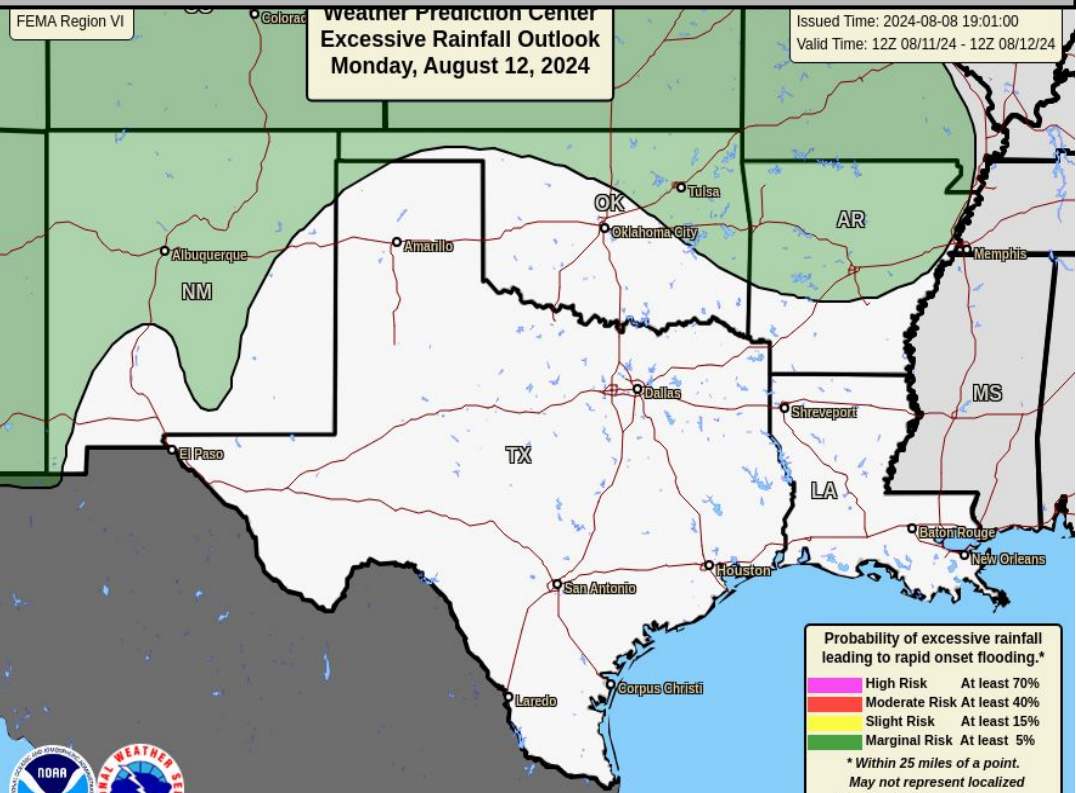 FEMA Region VI
Weather Prediction Center
Excessive Rainfall Outlook
Monday, August 12, 2024
Issued Time: 2024-08-08 19:01:00
Valid Time: 12Z 08/11/24 - 12Z 08/12/24
Colorad
Tulsa
OK
Oklahoma City
AR
Albuquerque
Amarillo
Memphis
NM
Dallas
MS
Shreveport
El Paso
TX
LA
Baton Rouge
New Orleans
Houston
San Antonio
Corpus Christi
Laredo
Probability of excessive rainfall
leading to rapid onset flooding.*
High Risk At least 70%
Moderate Risk At least 40%
Slight Risk At least 15%
Marginal Risk At least 5%
* Within 25 miles of a point.
May not represent localized
NOAA
NAL WEATHER SE